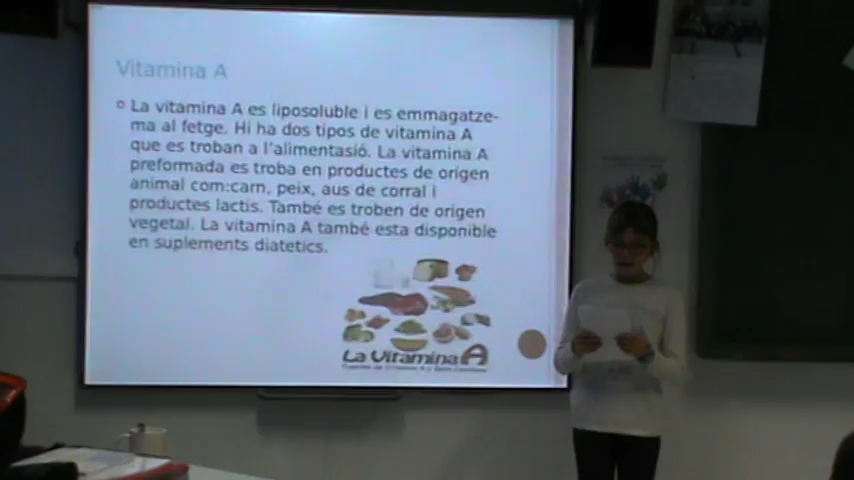 Vitamina A
La vitamina A es liposoluble i es emmagatze-
ma al fetge. Hi ha dos tipos de vitamina A
que es troban a l'alimentasió. La vitamina A
preformada es troba en productes de origen
animal com:carn, peix, aus de corral i
productes lactis. També es troben de origen
vegetal. La vitamina A també esta disponible
en suplements diatetics.
La Vitamina A